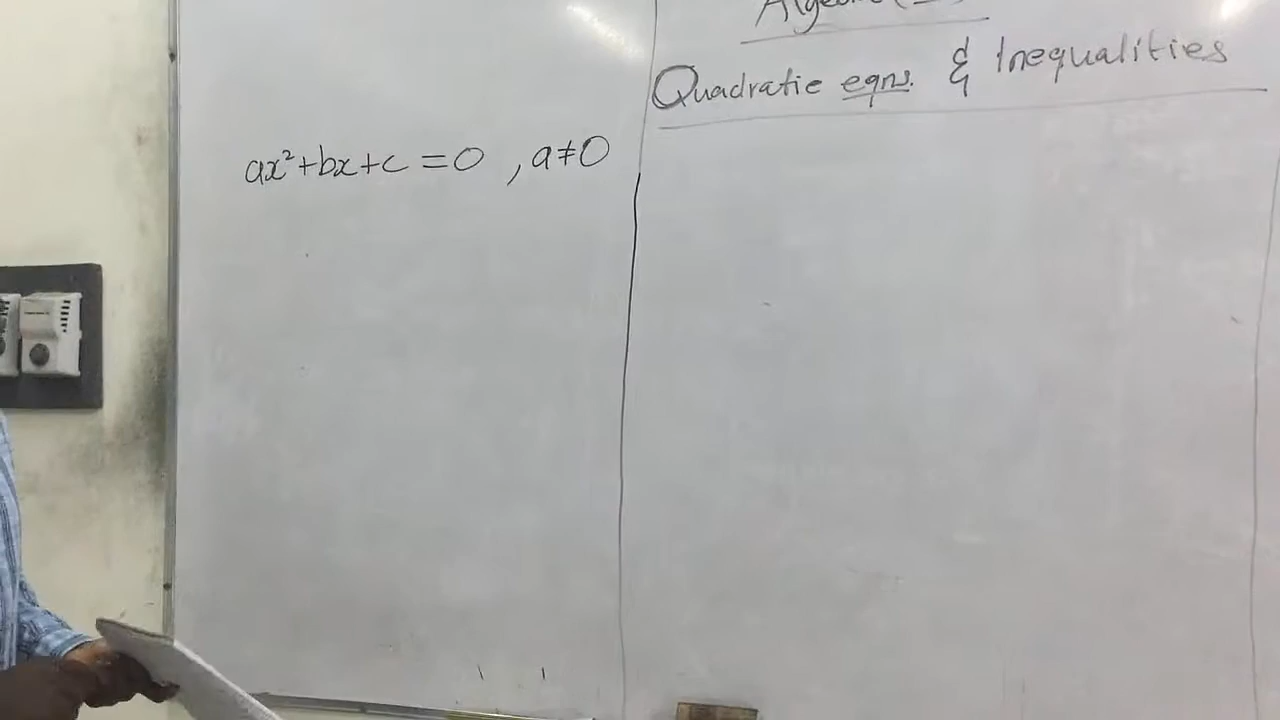 Quadratic eqns. & Inequalities
ax²+bx+c =0 , a≠0